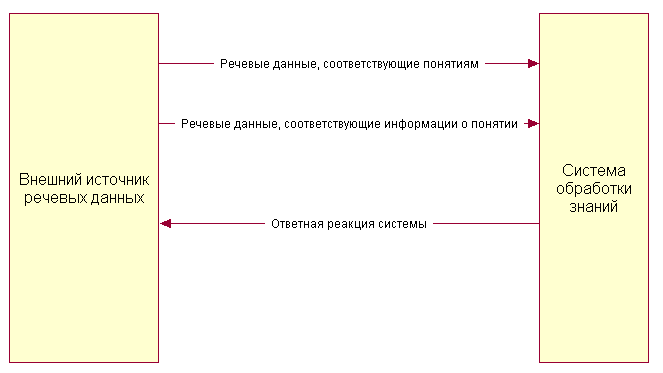 Речевые данные, соответствующие понятиям
Речевые данные, соответствующие информации о понятии
Внешний источник
речевых данных
Система
обработки
знаний
Ответная реакция системы